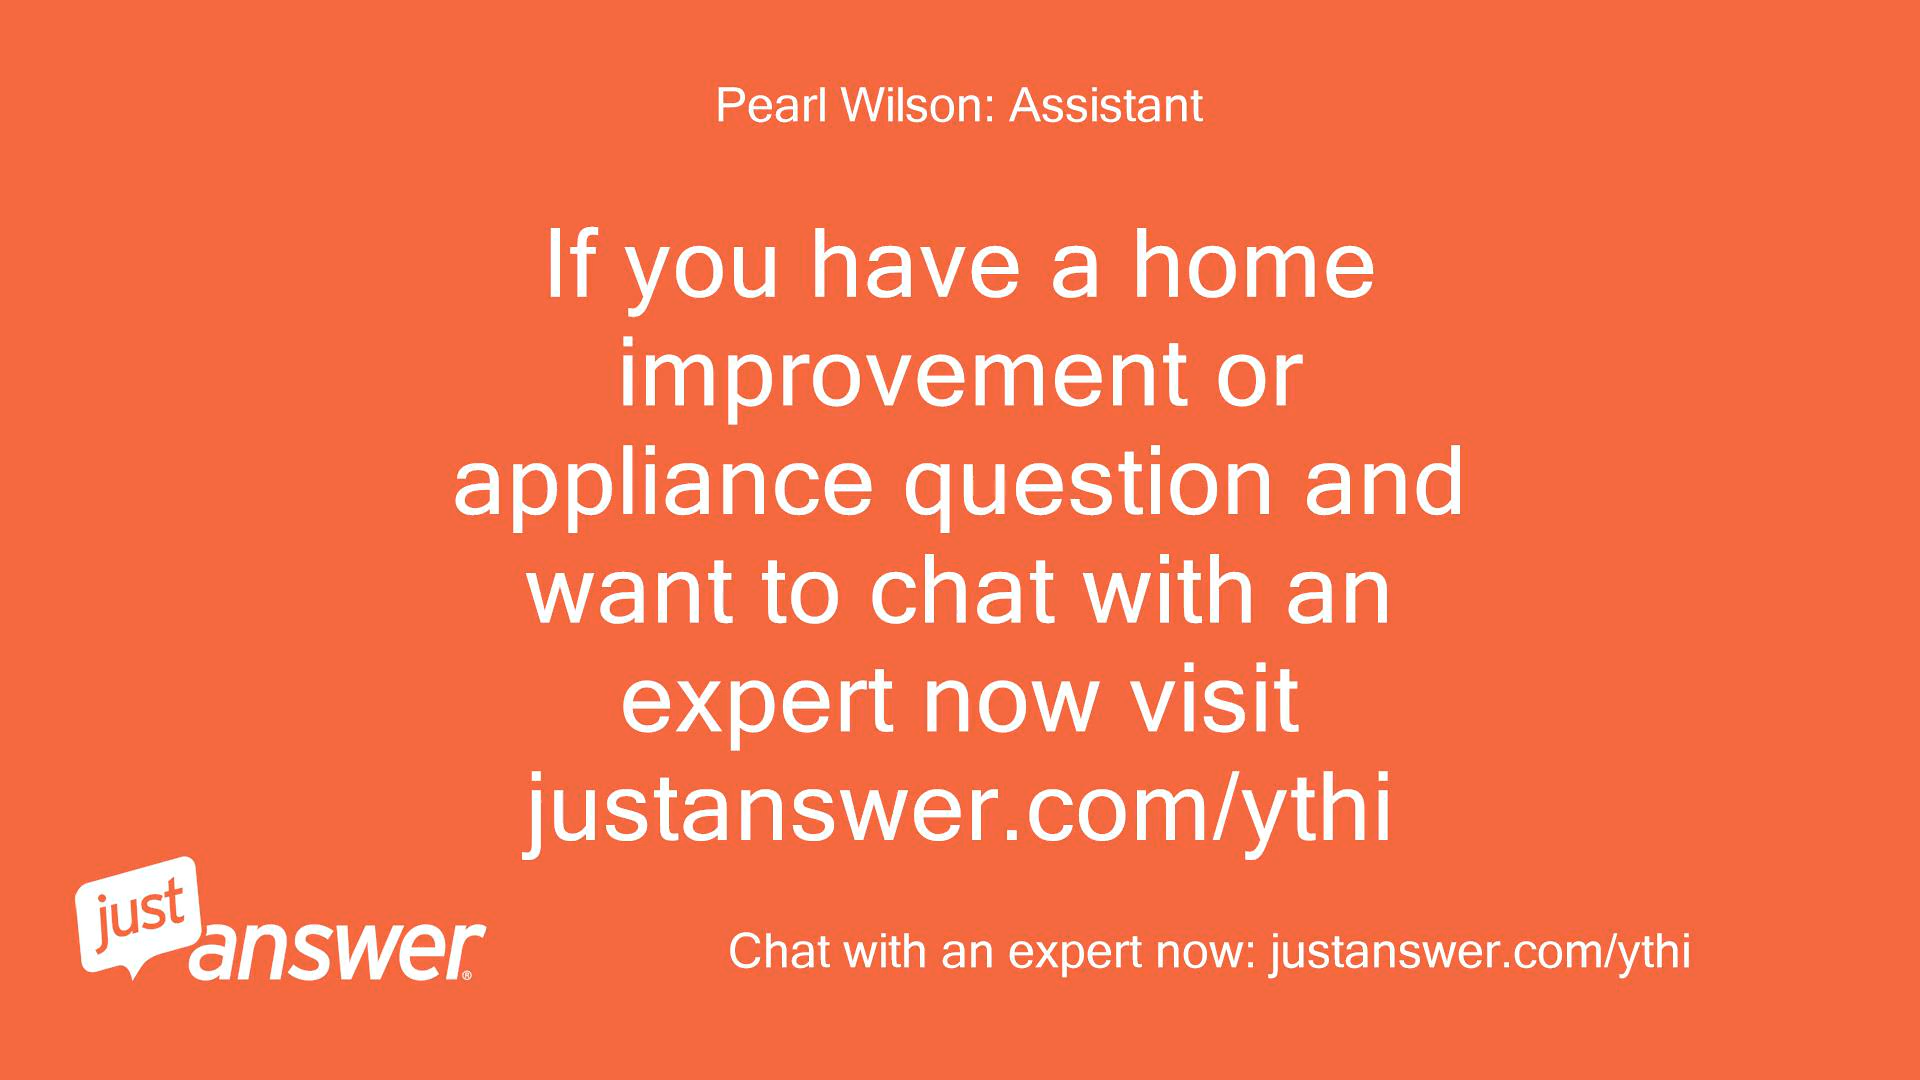 Pearl Wilson: Assistant
If you have a home
improvement or
appliance question and
want to chat with an
expert now visit
justanswer.com/ythi
just
answer®
Chat with an expert now: justanswer.com/ythi